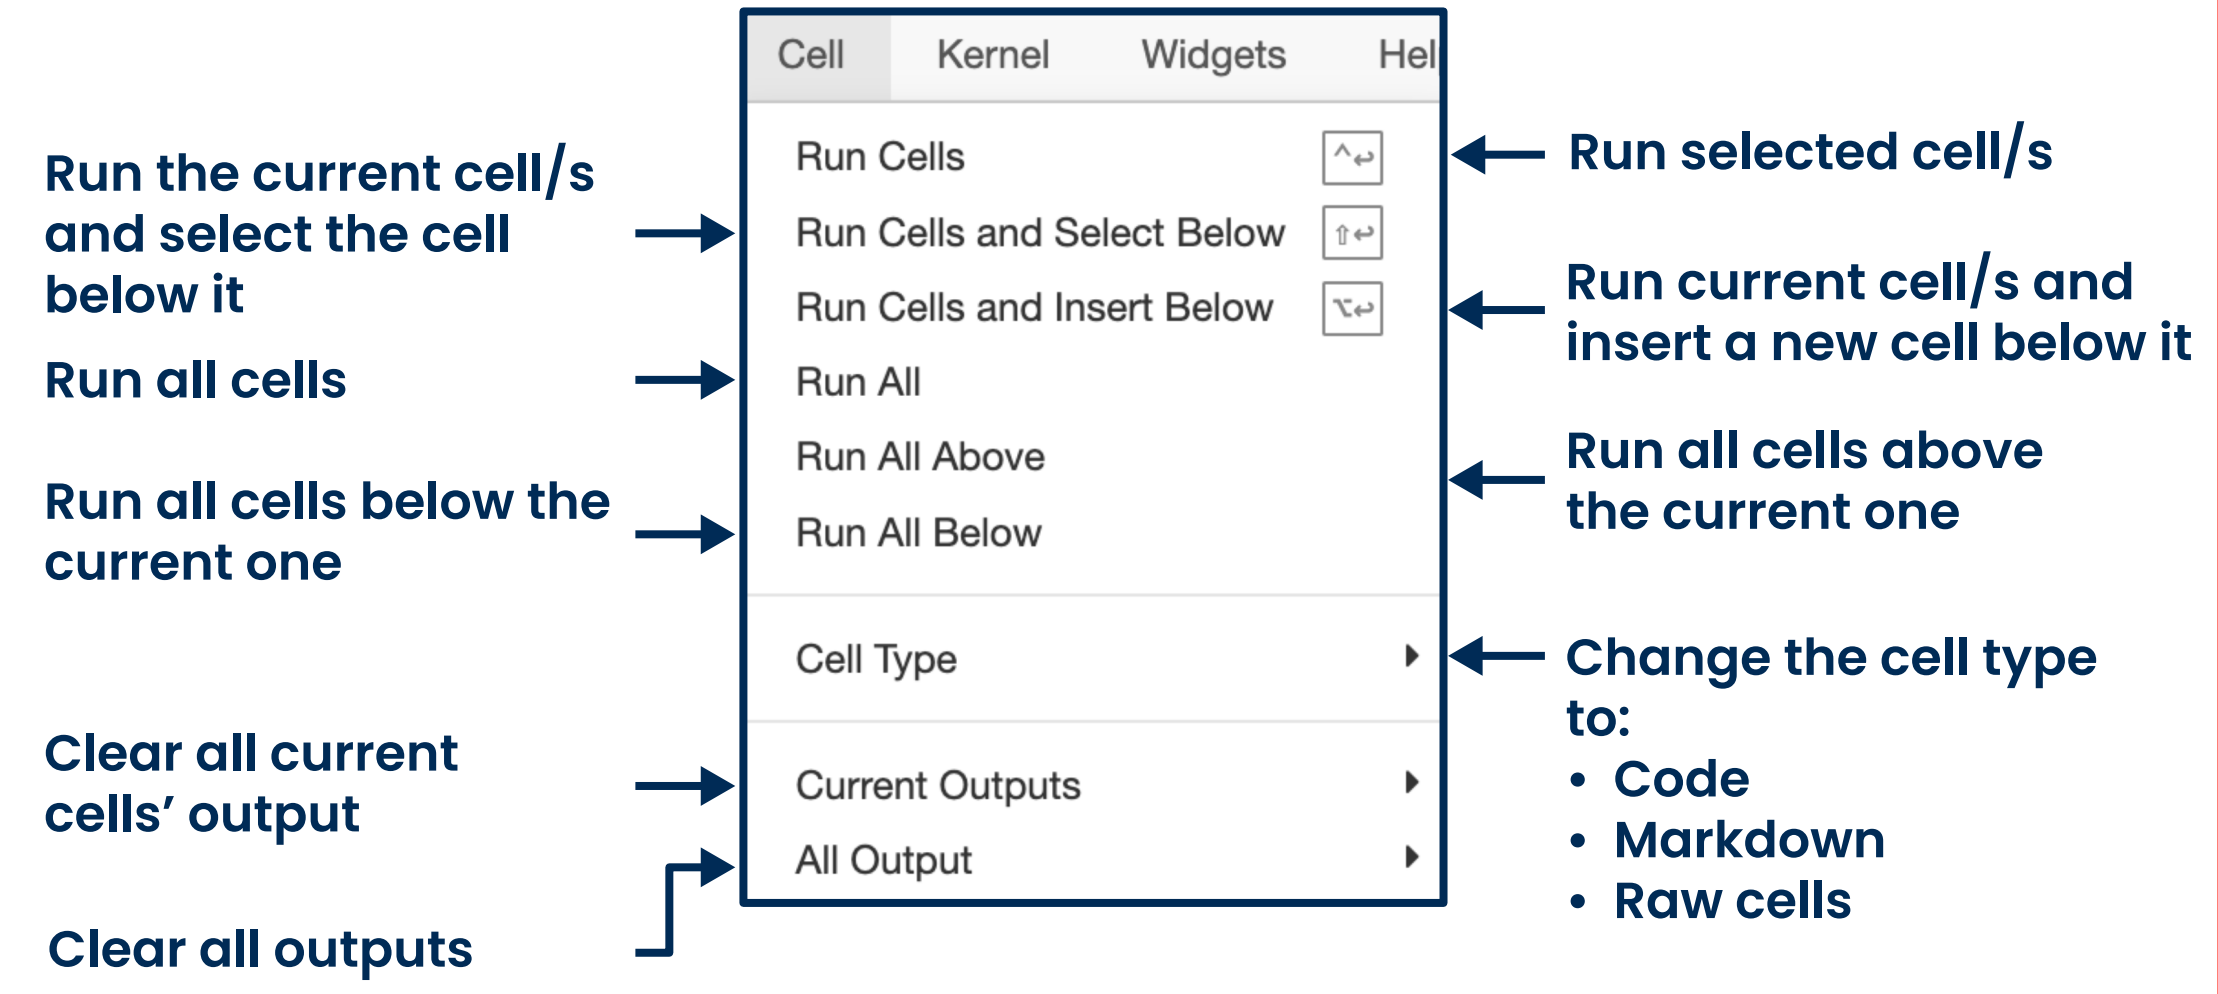 Cell Kernel Widgets Hel
Run Cells ^↩
Run Cells and Select Below ⇧↩
Run Cells and Insert Below ⌥↩
Run All
Run All Above
Run All Below
Cell Type
Current Outputs
All Output
Run the current cell/s
and select the cell
below it
Run all cells
Run all cells below the
current one
Clear all current
cells’ output
Clear all outputs
Run selected cell/s
Run current cell/s and
insert a new cell below it
Run all cells above
the current one
Change the cell type
to:
• Code
• Markdown
• Raw cells